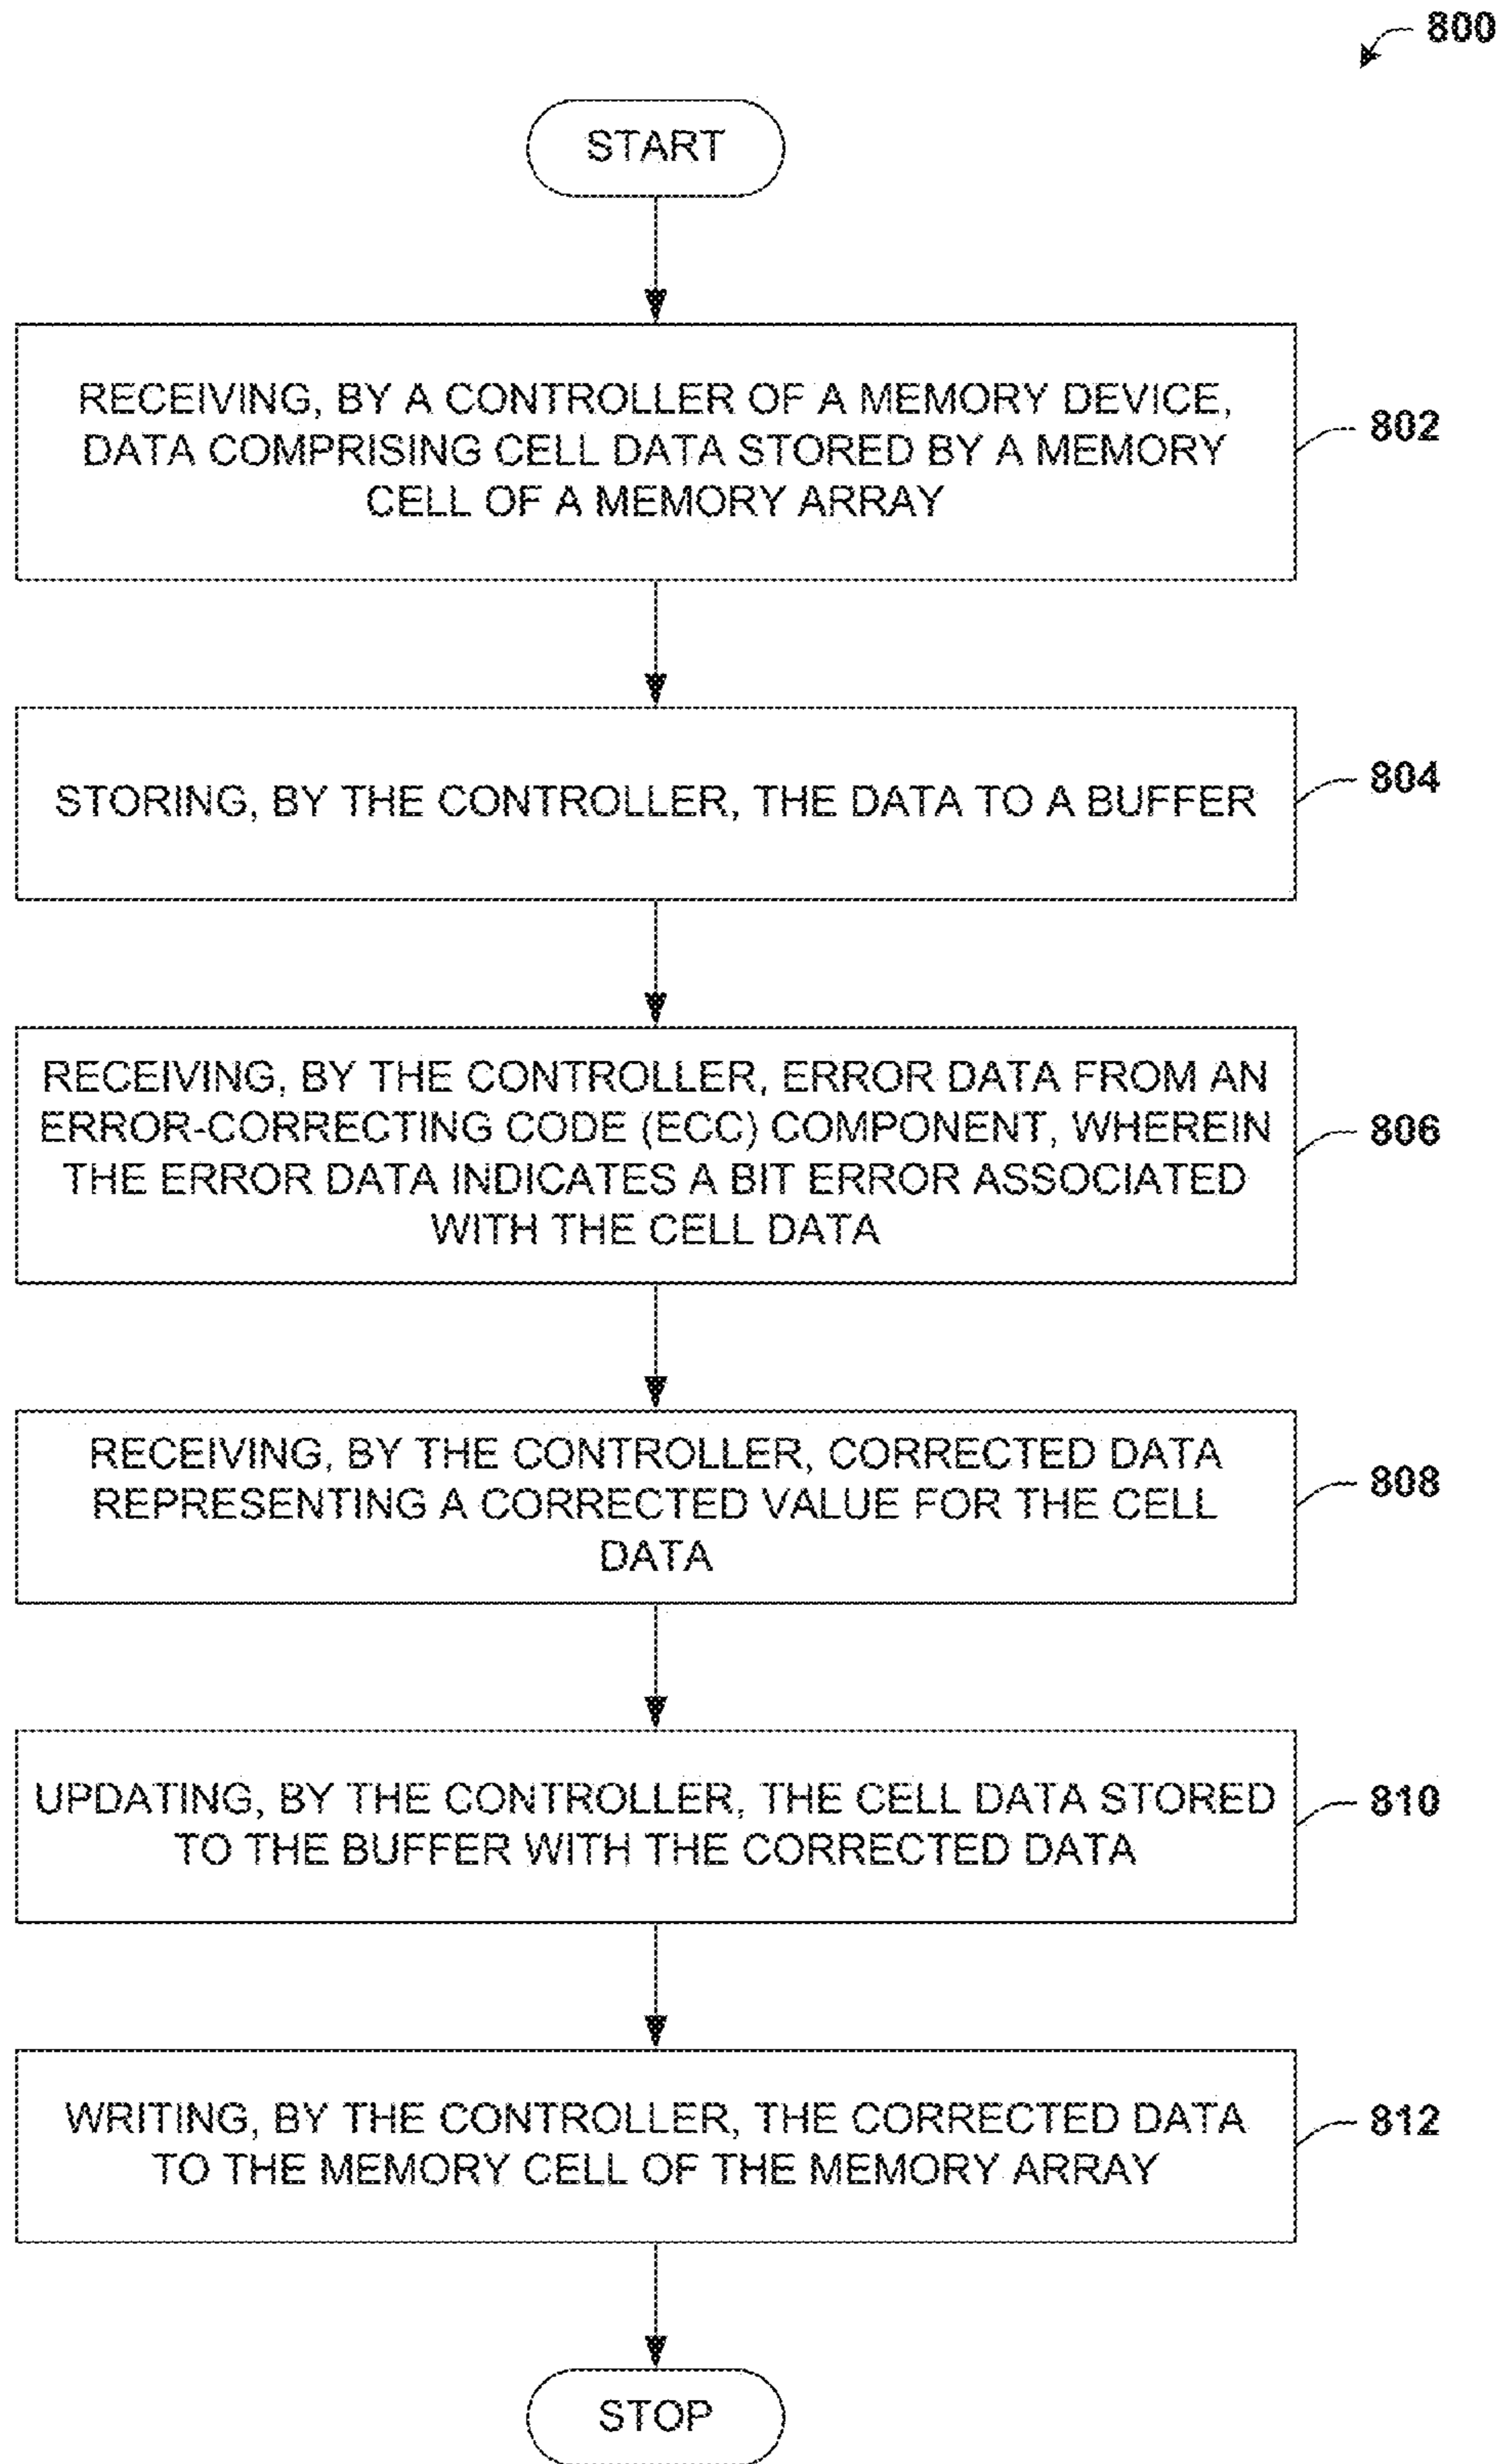 800
START
RECEIVING, BY A CONTROLLER OF A MEMORY DEVICE,
DATA COMPRISING CELL DATA STORED BY A MEMORY
CELL OF A MEMORY ARRAY
802
STORING, BY THE CONTROLLER, THE DATA TO A BUFFER
804
RECEIVING, BY THE CONTROLLER, ERROR DATA FROM AN
ERROR-CORRECTING CODE (ECC) COMPONENT, WHEREIN
THE ERROR DATA INDICATES A BIT ERROR ASSOCIATED
WITH THE CELL DATA
806
RECEIVING, BY THE CONTROLLER, CORRECTED DATA
REPRESENTING A CORRECTED VALUE FOR THE CELL
DATA
808
UPDATING, BY THE CONTROLLER, THE CELL DATA STORED
TO THE BUFFER WITH THE CORRECTED DATA
810
WRITING, BY THE CONTROLLER, THE CORRECTED DATA
TO THE MEMORY CELL OF THE MEMORY ARRAY
812
STOP